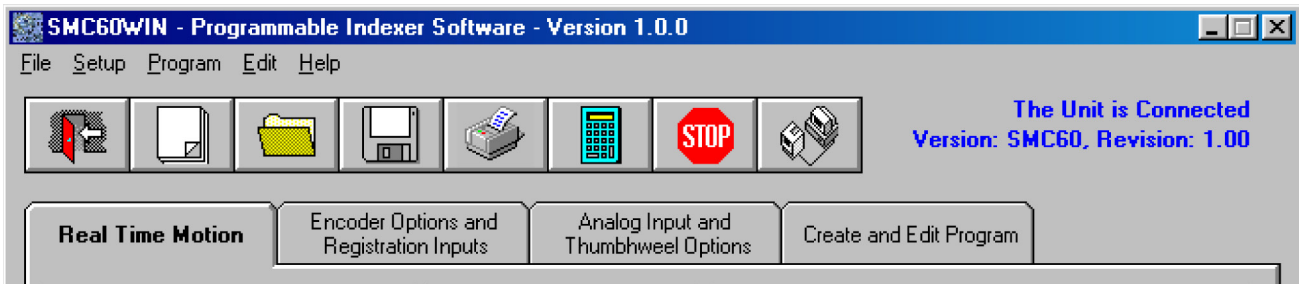 SMC60WIN - Programmable Indexer Software - Version 1.0.0
File Setup Program Edit Help
STOP
The Unit is Connected
Version: SMC60, Revision: 1.00
Real Time Motion
Encoder Options and
Registration Inputs
Analog Input and
Thumbhweel Options
Create and Edit Program